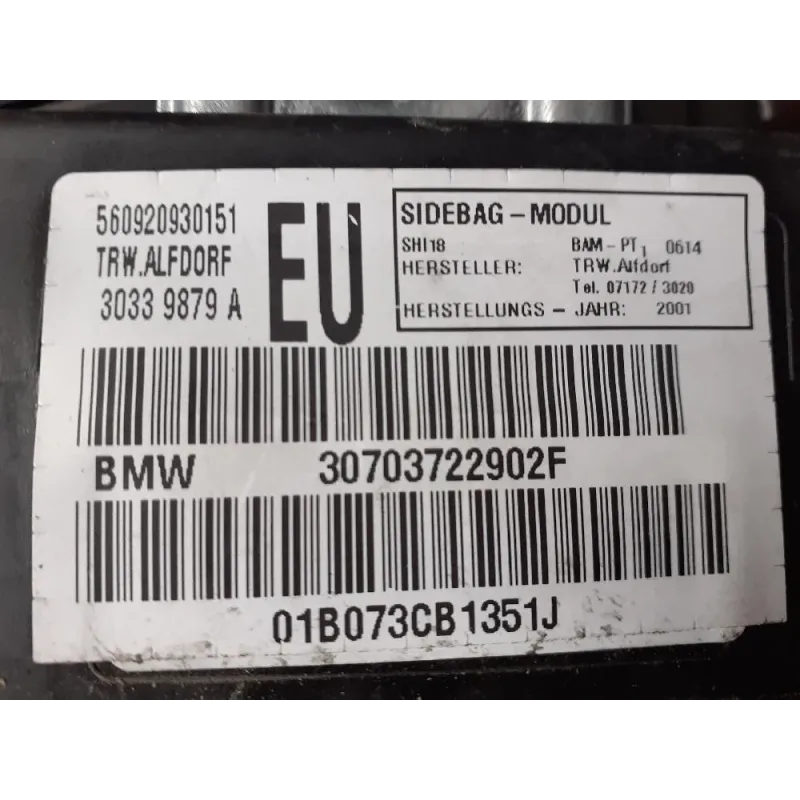 560920930151
TRW.ALFDORF
3033 9879 A
EU
SIDEBAG - MODUL
SHI18 BAM - PT1 0614
HERSTELLER: TRW.Alfdorf
Tel. 07172 / 3020
HERSTELLUNGS - JAHR: 2001
BMW 30703722902F
01B073CB1351J